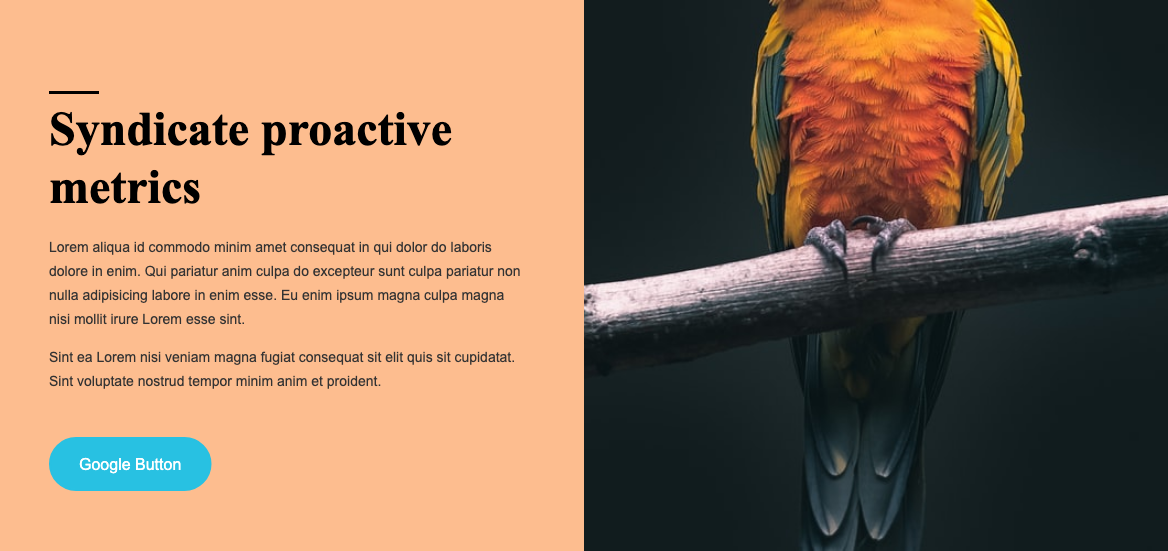 Syndicate proactive
metrics
Lorem aliqua id commodo minim amet consequat in qui dolor do laboris
dolore in enim. Qui pariatur anim culpa do excepteur sunt culpa pariatur non
nulla adipisicing labore in enim esse. Eu enim ipsum magna culpa magna
nisi mollit irure Lorem esse sint.
Sint ea Lorem nisi veniam magna fugiat consequat sit elit quis sit cupidatat.
Sint voluptate nostrud tempor minim anim et proident.
Google Button